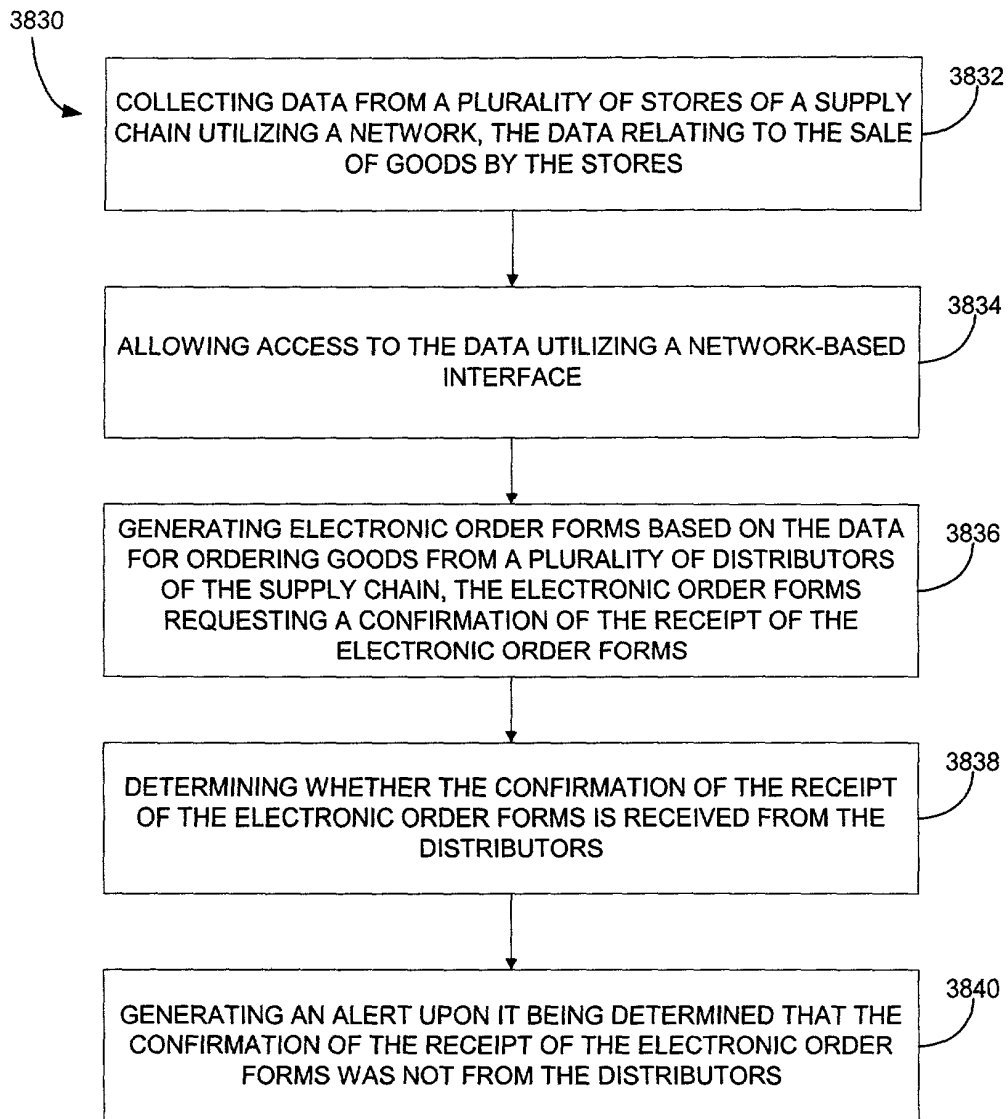 3830
3832
COLLECTING DATA FROM A PLURALITY OF STORES OF A SUPPLY
CHAIN UTILIZING A NETWORK, THE DATA RELATING TO THE SALE
OF GOODS BY THE STORES
3834
ALLOWING ACCESS TO THE DATA UTILIZING A NETWORK-BASED
INTERFACE
3836
GENERATING ELECTRONIC ORDER FORMS BASED ON THE DATA
FOR ORDERING GOODS FROM A PLURALITY OF DISTRIBUTORS
OF THE SUPPLY CHAIN, THE ELECTRONIC ORDER FORMS
REQUESTING A CONFIRMATION OF THE RECEIPT OF THE
ELECTRONIC ORDER FORMS
3838
DETERMINING WHETHER THE CONFIRMATION OF THE RECEIPT
OF THE ELECTRONIC ORDER FORMS IS RECEIVED FROM THE
DISTRIBUTORS
3840
GENERATING AN ALERT UPON IT BEING DETERMINED THAT THE
CONFIRMATION OF THE RECEIPT OF THE ELECTRONIC ORDER
FORMS WAS NOT FROM THE DISTRIBUTORS